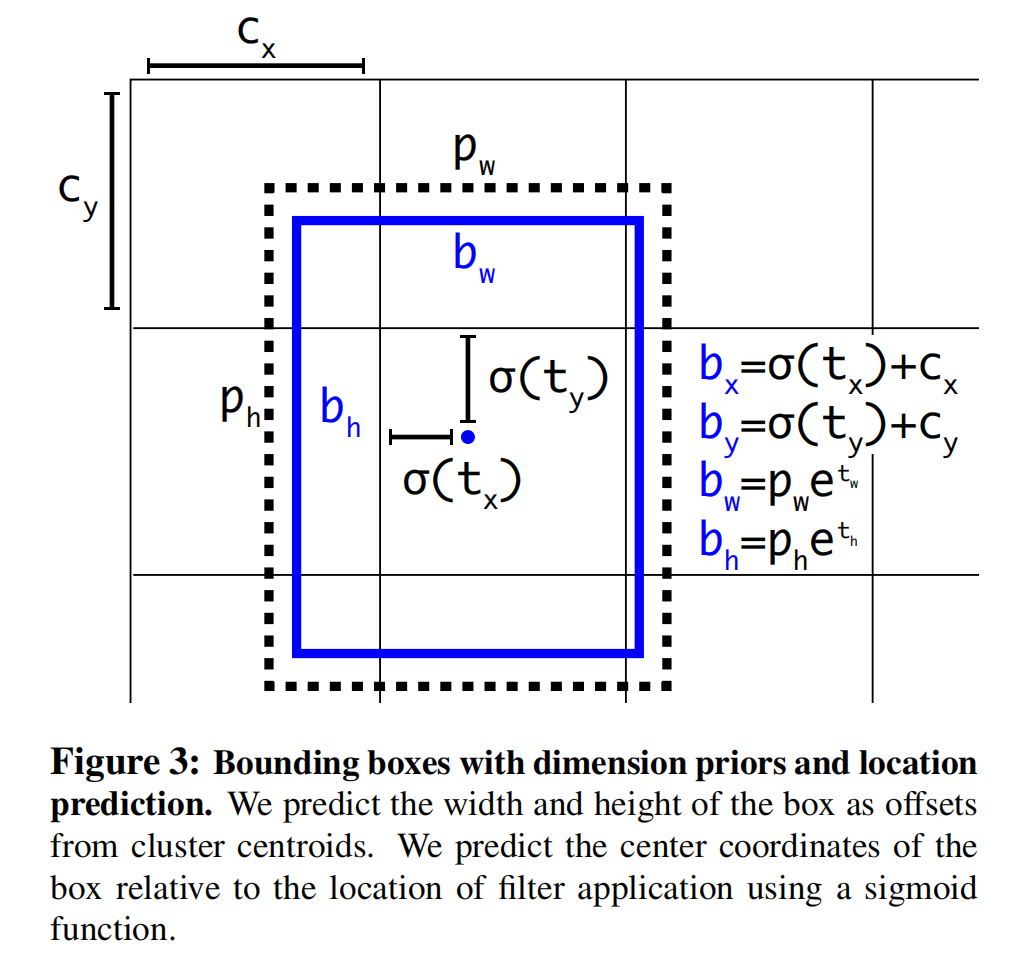 cx
cy
pw
bw
ph
bh
σ(ty)
σ(tx)
bx=σ(tx)+cx
by=σ(ty)+cy
bw=pwetw
bh=pheth
Figure 3: Bounding boxes with dimension priors and location
prediction. We predict the width and height of the box as offsets
from cluster centroids. We predict the center coordinates of the
box relative to the location of filter application using a sigmoid
function.